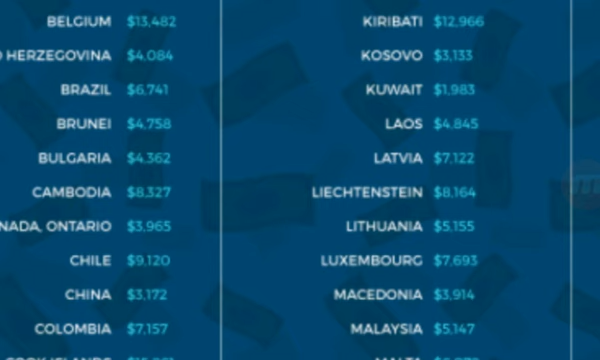 BELGIUM $13,482
O HERZEGOVINA $4,084
BRAZIL $6,741
BRUNEI $4,758
BULGARIA $4,362
CAMBODIA $8,327
NADA, ONTARIO $3,965
CHILE $9,120
CHINA $3,172
COLOMBIA $7,157
COOK ISLANDS
KIRIBATI $12,966
KOSOVO $3,133
KUWAIT $1,983
LAOS $4,845
LATVIA $7,122
LIECHTENSTEIN $8,164
LITHUANIA $5,155
LUXEMBOURG $7,693
MACEDONIA $3,914
MALAYSIA $5,147
MALTA